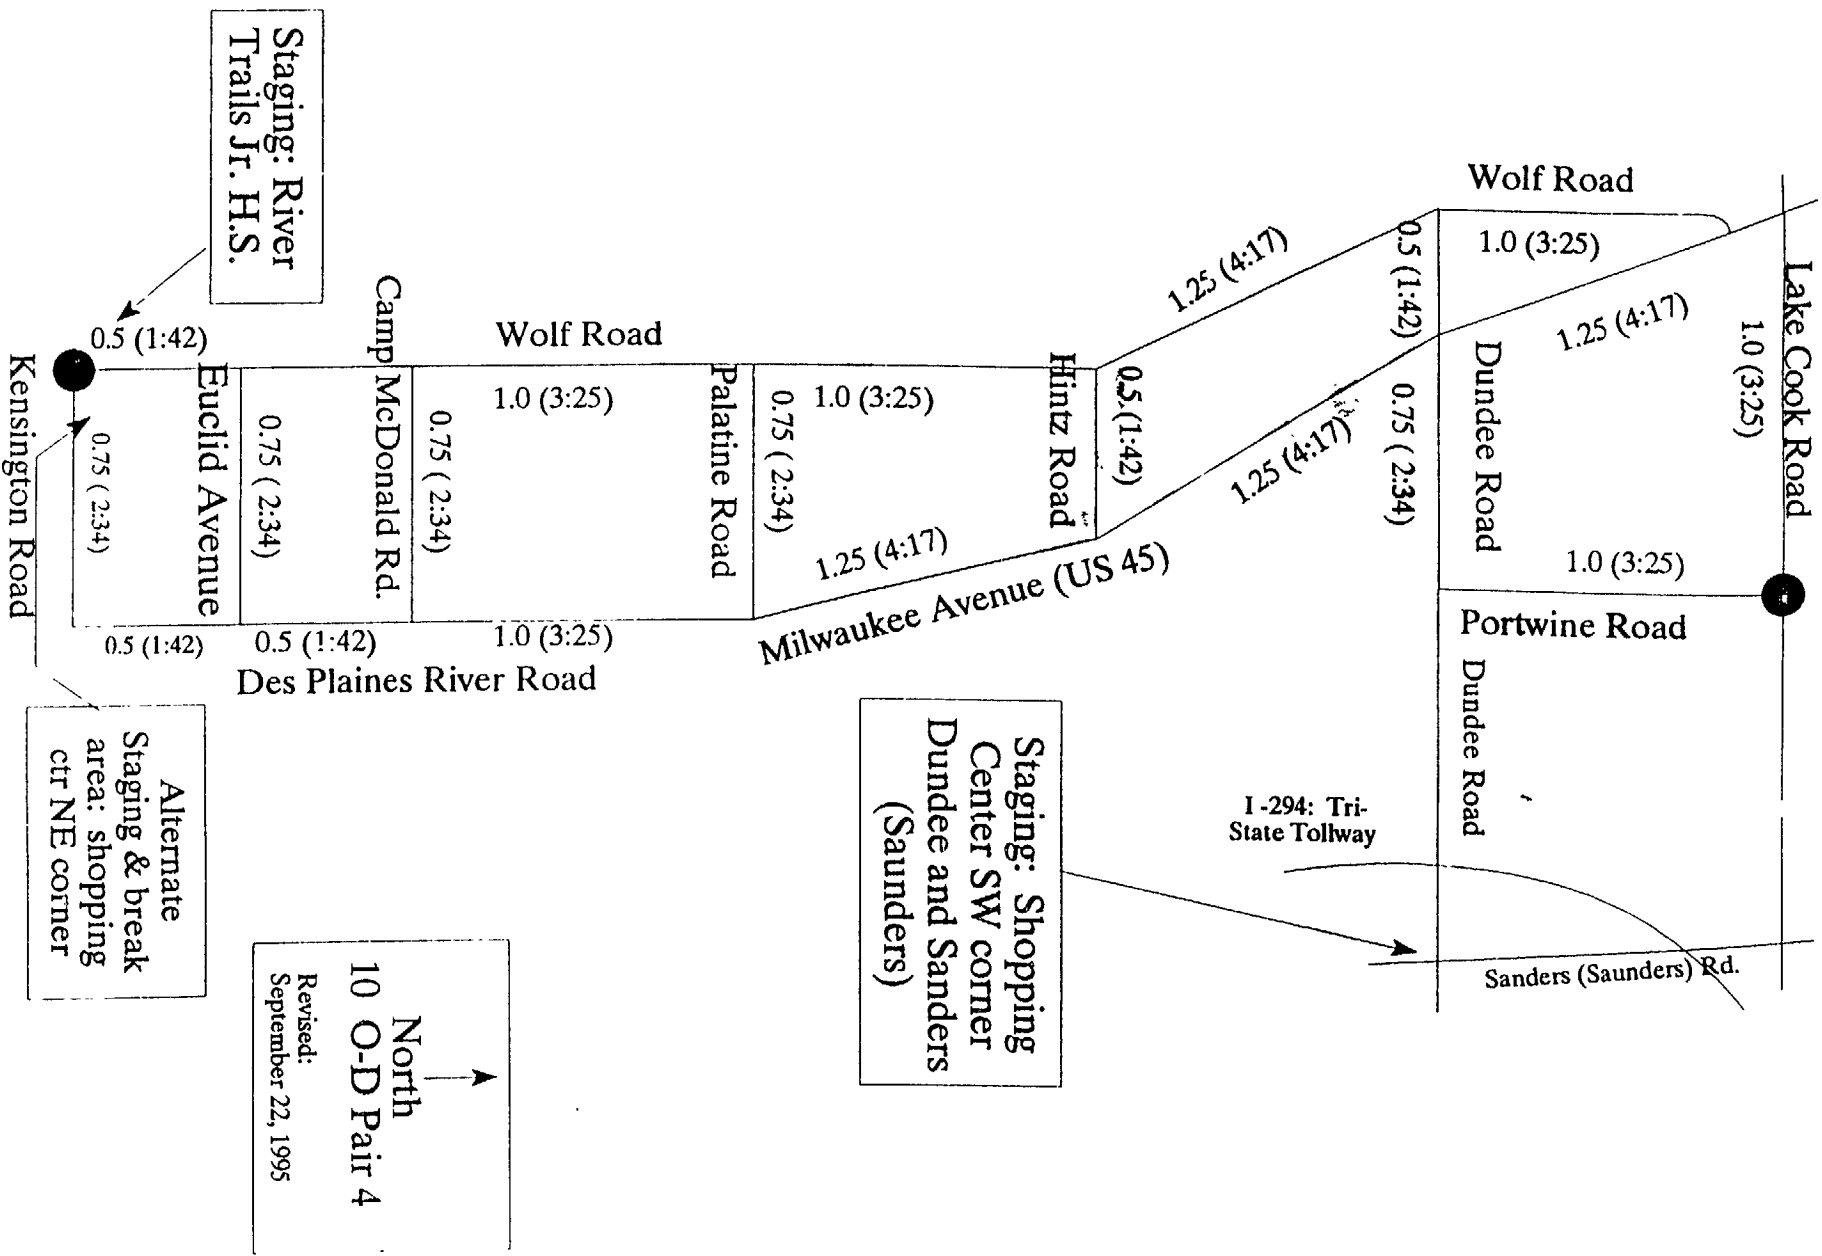 Staging: River
Trails Jr. H.S.
Wolf Road
1.0 (3:25)
Lake Cook Road
1.0 (3:25)
0.5 (1:42)
1.25 (4:17)
1.25 (4:17)
0.5 (1:42)
Wolf Road
Kensington Road
Euclid Avenue
Camp McDonald Rd.
1.0 (3:25)
Palatine Road
1.0 (3:25)
Hintz Road
0.5 (1:42)
1.25 (4:17)
0.75 ( 2:34)
Dundee Road
0.75 ( 2:34)
0.75 ( 2:34)
0.75 ( 2:34)
0.75 ( 2:34)
1.25 (4:17)
1.0 (3:25)
Portwine Road
0.5 (1:42)
0.5 (1:42)
1.0 (3:25)
Milwaukee Avenue (US 45)
Des Plaines River Road
Dundee Road
Alternate
Staging & break
area: shopping
ctr NE corner
Staging: Shopping
Center SW corner
Dundee and Sanders
(Saunders)
I -294: Tri-
State Tollway
Sanders (Saunders) Rd.
North
10 O-D Pair 4
Revised:
September 22, 1995